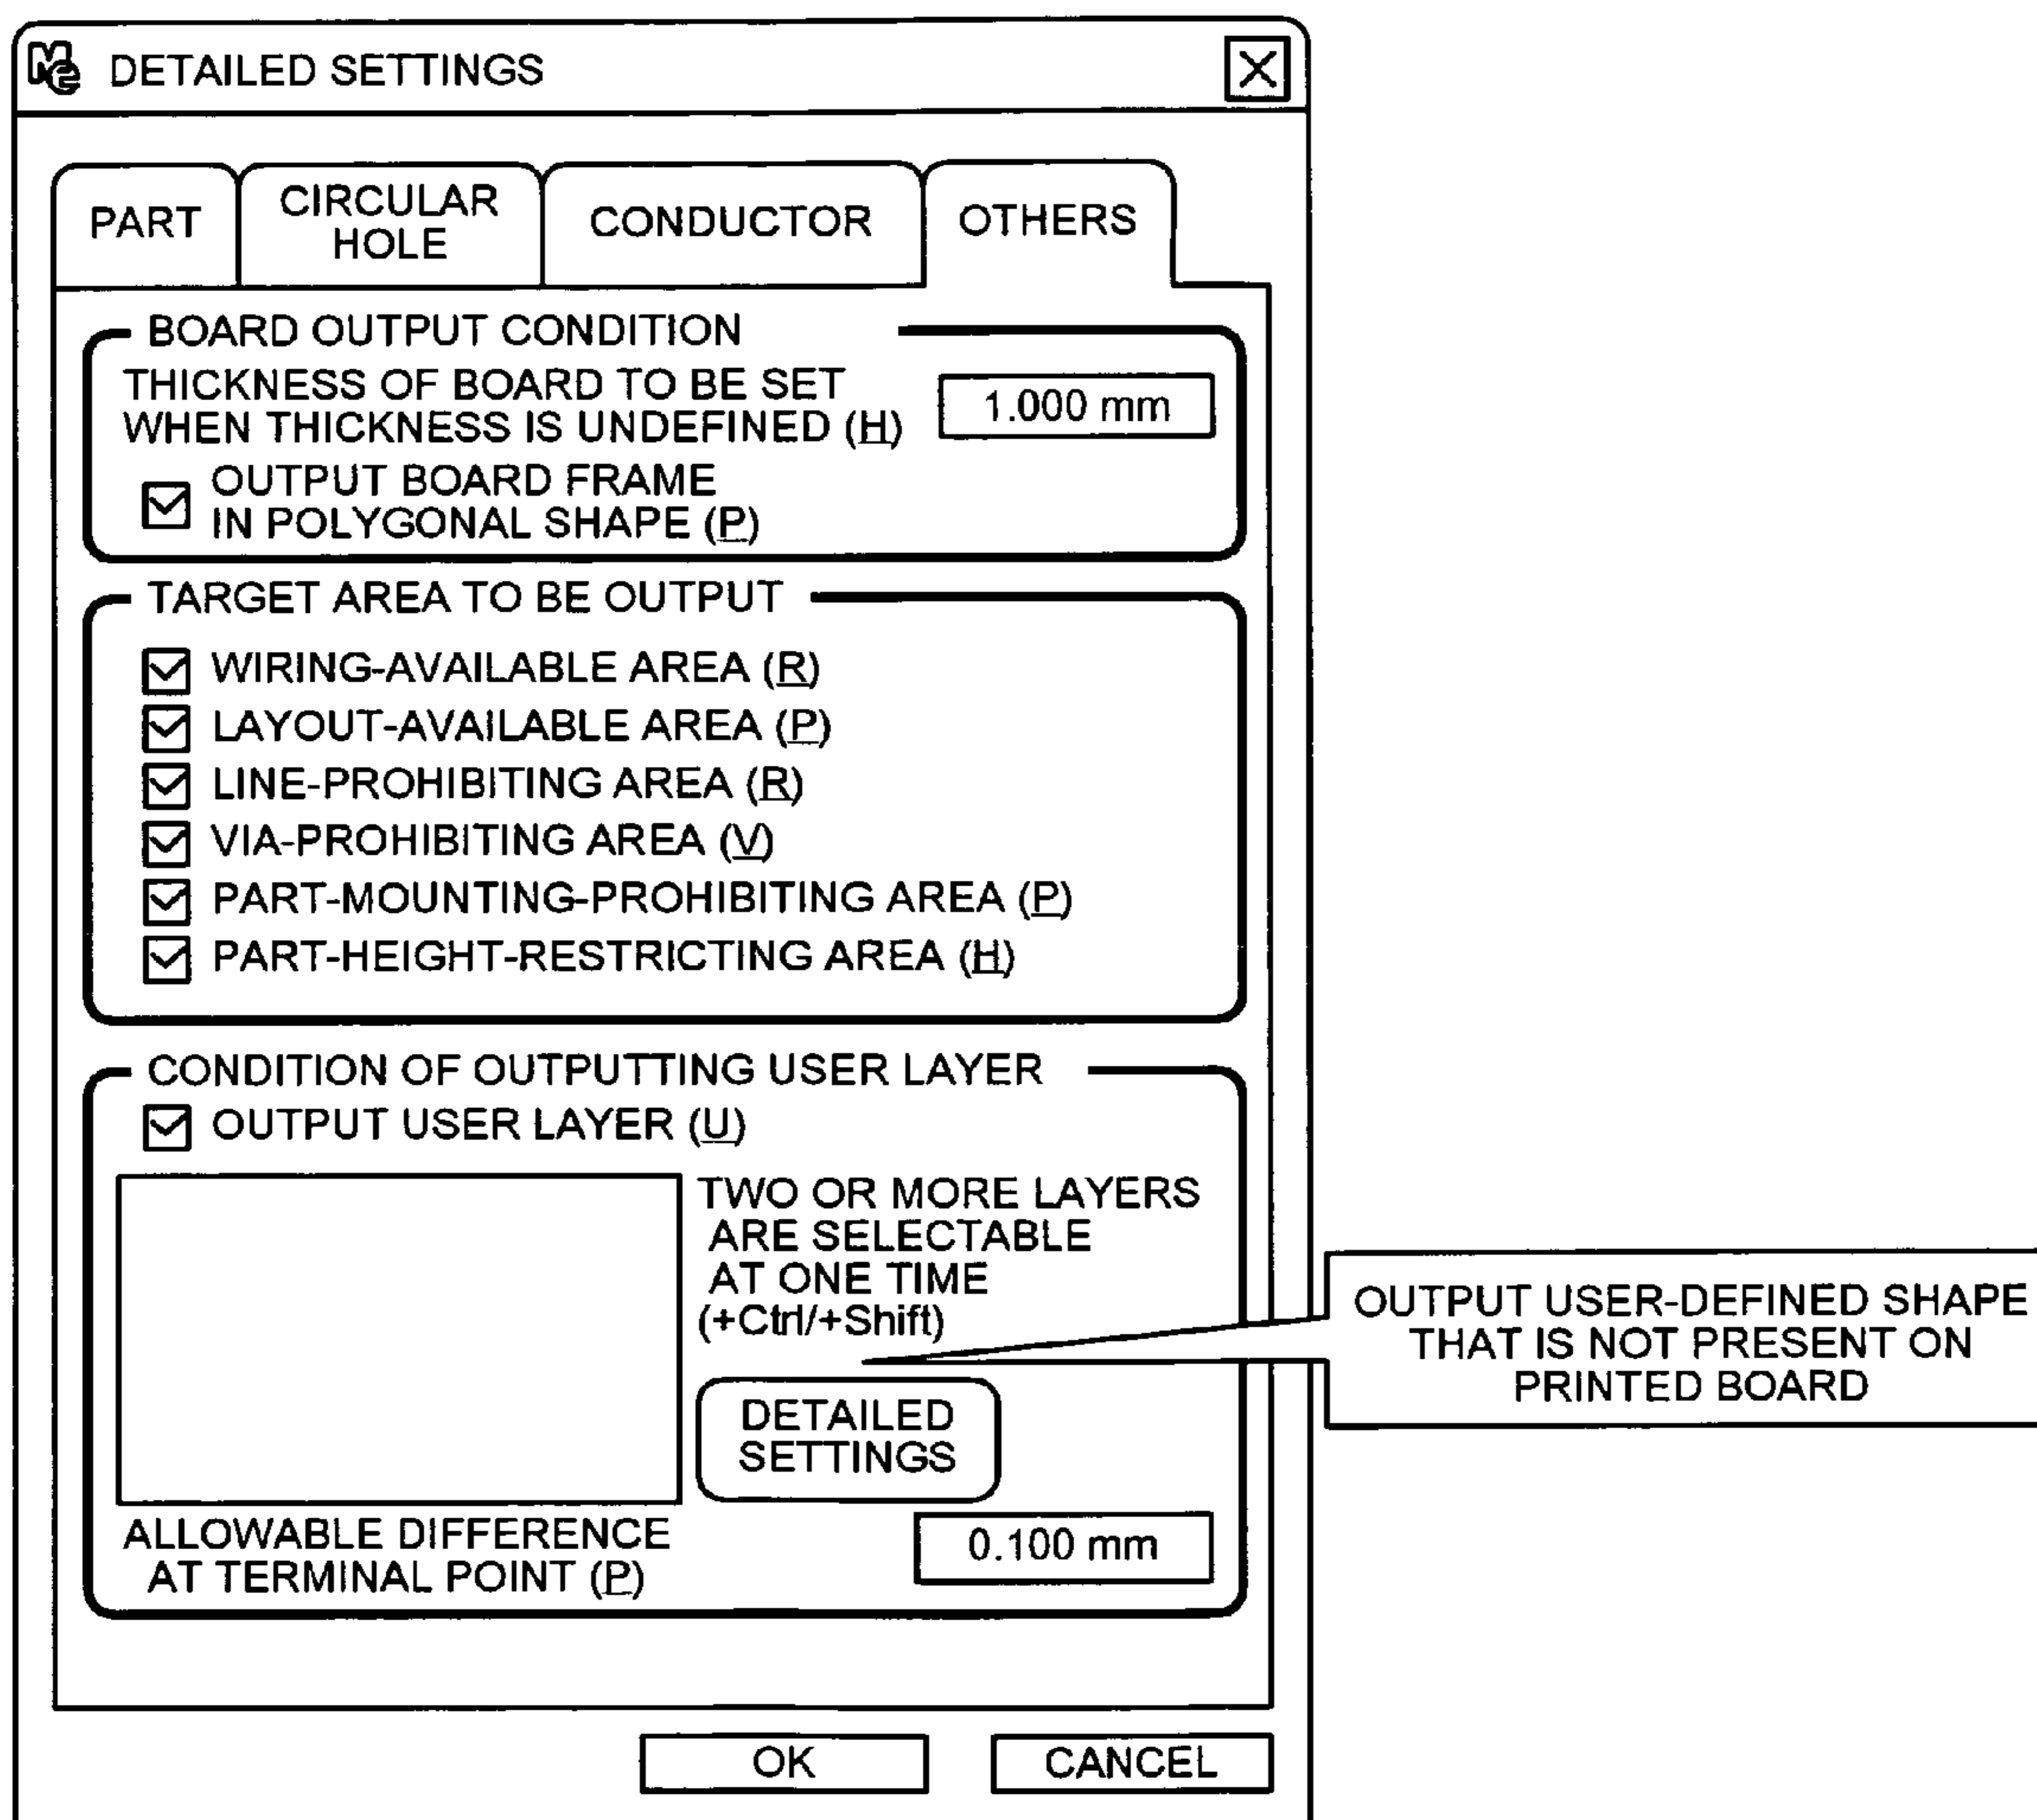 DETAILED SETTINGS
PART
CIRCULAR
HOLE
CONDUCTOR
OTHERS
BOARD OUTPUT CONDITION
THICKNESS OF BOARD TO BE SET
WHEN THICKNESS IS UNDEFINED (H)
1.000 mm
OUTPUT BOARD FRAME
IN POLYGONAL SHAPE (P)
TARGET AREA TO BE OUTPUT
WIRING-AVAILABLE AREA (R)
LAYOUT-AVAILABLE AREA (P)
LINE-PROHIBITING AREA (R)
VIA-PROHIBITING AREA (V)
PART-MOUNTING-PROHIBITING AREA (P)
PART-HEIGHT-RESTRICTING AREA (H)
CONDITION OF OUTPUTTING USER LAYER
OUTPUT USER LAYER (U)
TWO OR MORE LAYERS
ARE SELECTABLE
AT ONE TIME
(+Ctrl/+Shift)
OUTPUT USER-DEFINED SHAPE
THAT IS NOT PRESENT ON
PRINTED BOARD
DETAILED
SETTINGS
ALLOWABLE DIFFERENCE
AT TERMINAL POINT (P)
0.100 mm
OK
CANCEL